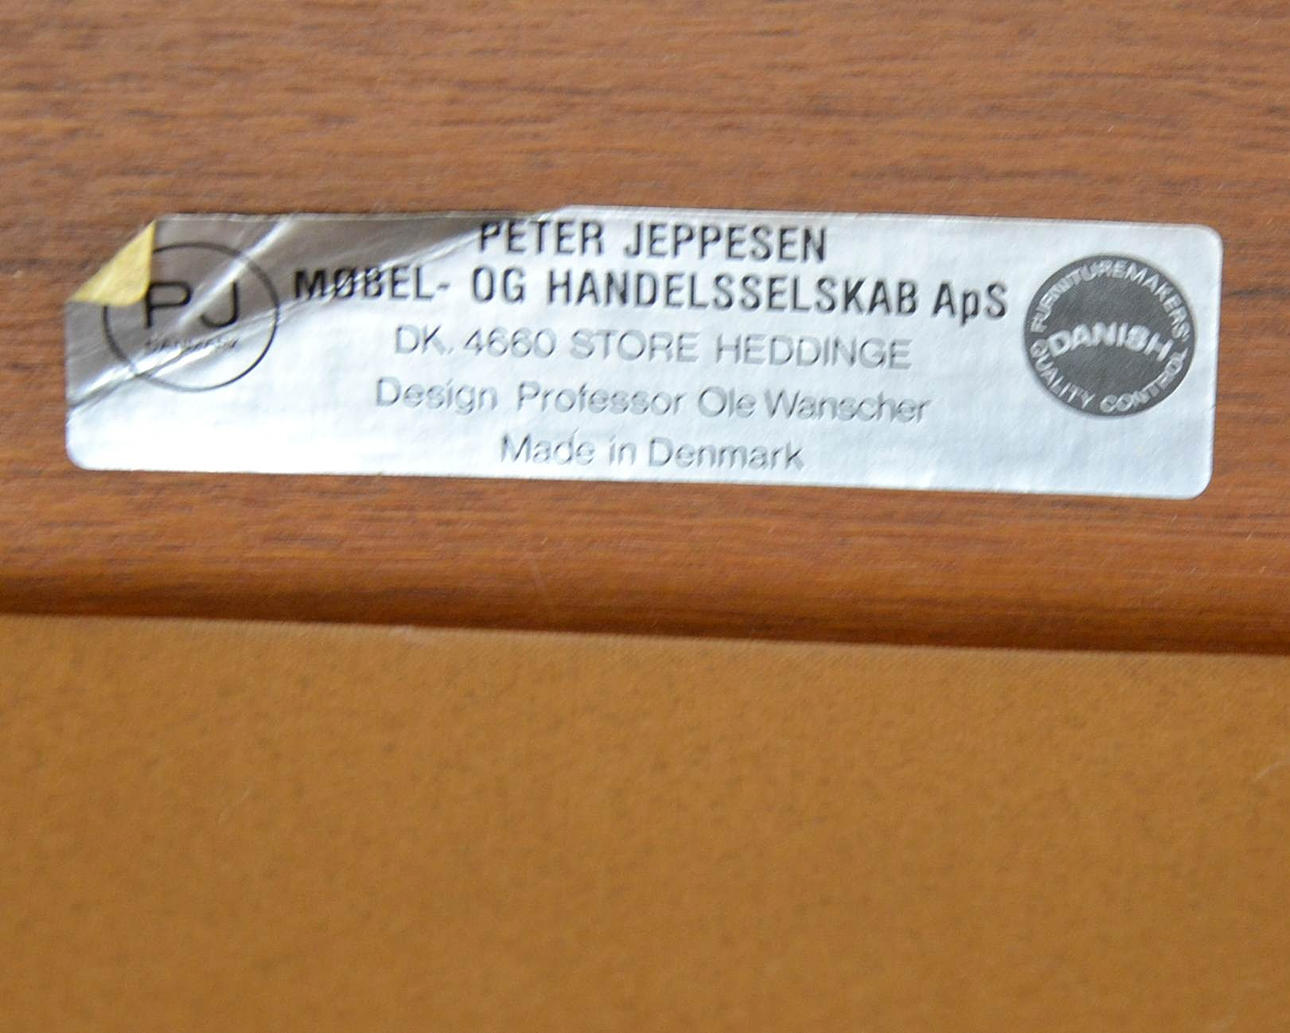 PETER JEPPESEN
MØBEL- OG HANDELSSELSKAB ApS
DK. 4660 STORE HEDDINGE
Design Professor Ole Wanscher
Made in Denmark
PJ
DANMARK
FURNITUREMAKERS'
DANISH
QUALITY CONTROL